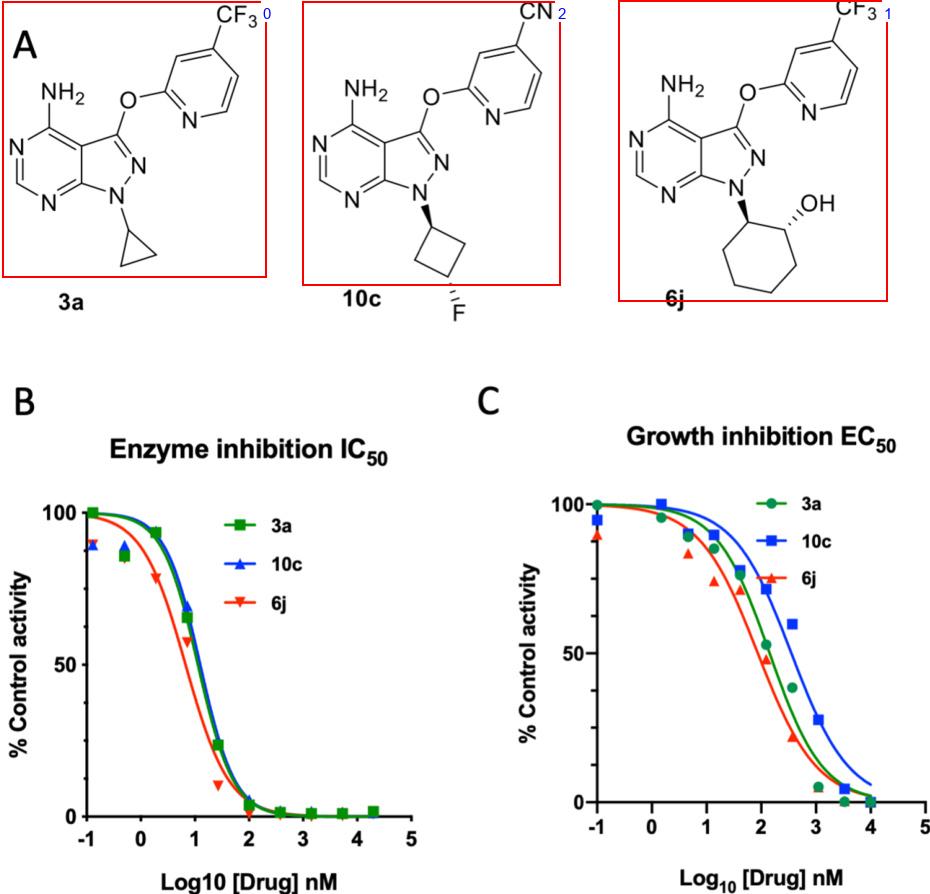 A
CF3 0
NH2
O
N
N
N
N
N
N
3a
CN 2
NH2
O
N
N
N
N
N
N
F
10c
CF3 1
NH2
O
N
N
N
N
N
N
OH
6j
B
Enzyme inhibition IC50
% Control activity
100
50
0
3a
10c
6j
-1 0 1 2 3 4 5
Log10 [Drug] nM
C
Growth inhibition EC50
% Control activity
100
50
0
3a
10c
6j
-1 0 1 2 3 4 5
Log10 [Drug] nM